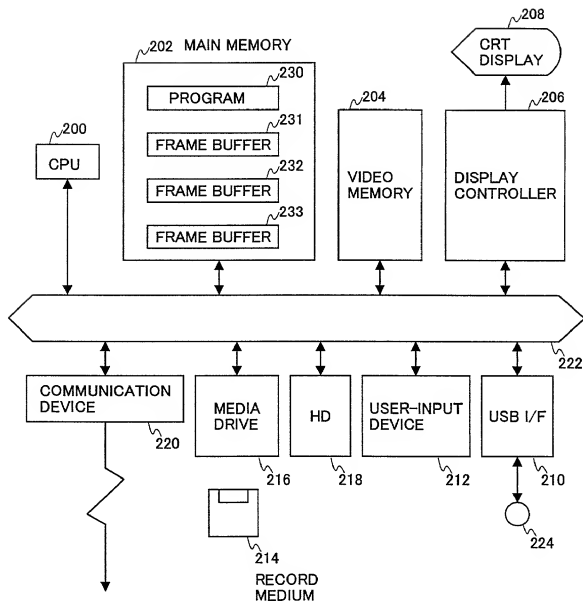 202 MAIN MEMORY
208
CRT
DISPLAY
230
PROGRAM
231
FRAME BUFFER
232
FRAME BUFFER
233
FRAME BUFFER
200
CPU
204
VIDEO
MEMORY
206
DISPLAY
CONTROLLER
222
COMMUNICATION
DEVICE
220
MEDIA
DRIVE
216
HD
218
USER-INPUT
DEVICE
212
USB I/F
210
214
RECORD
MEDIUM
224